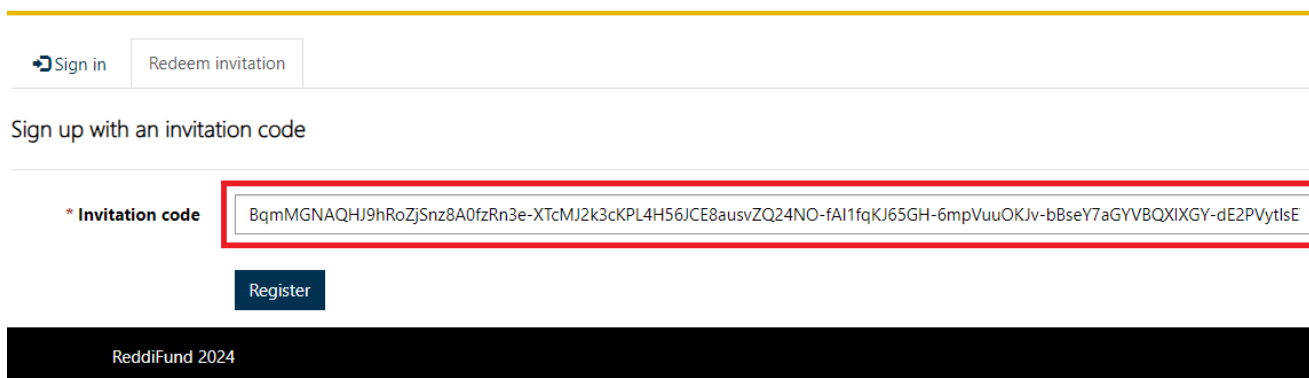 Sign in Redeem invitation
Sign up with an invitation code
* Invitation code BqmMGNAQHJ9hRoZjSnz8A0fzRn3e-XTcMJ2k3cKPL4H56JCE8ausvZQ24NO-fAI1fqKJ65GH-6mpVuuOKJv-bBseY7aGYVBQXIXGY-dE2PVytIsE
Register
ReddiFund 2024